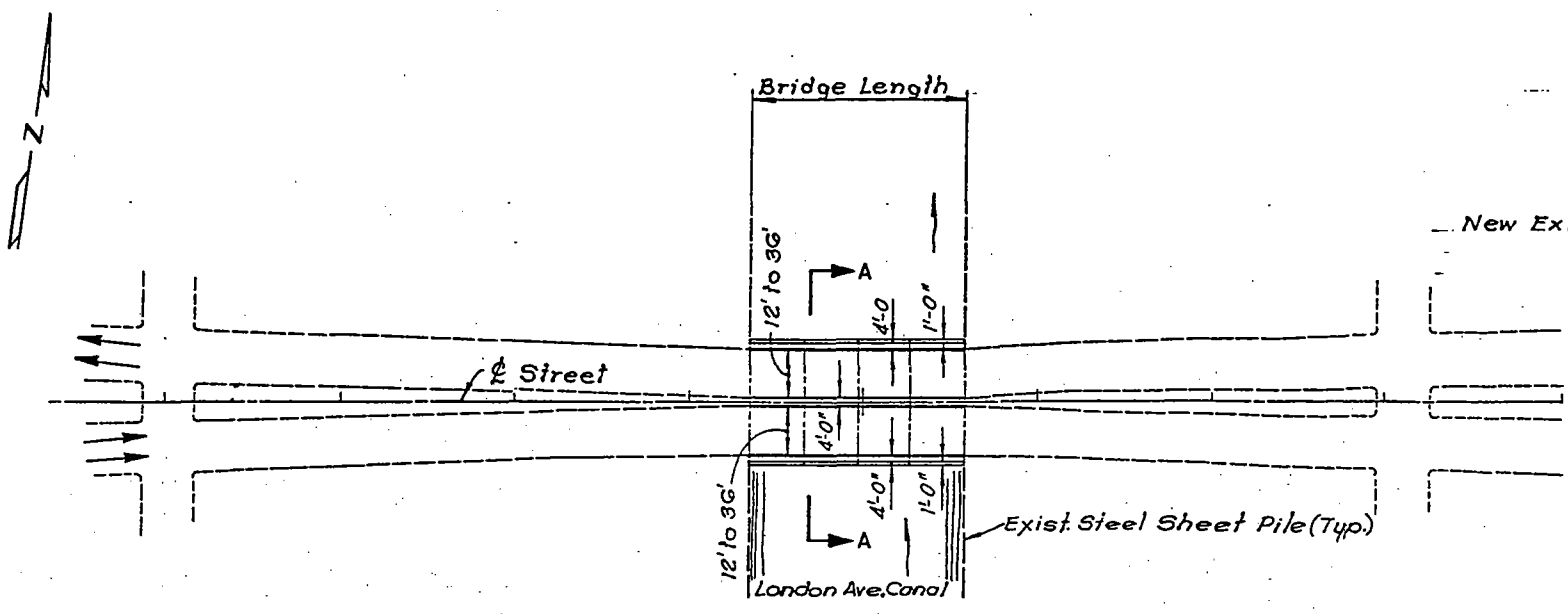 Bridge Length
N
New Ex
12' to 36'
A
4'-0
1'-0"
℄ Street
4'-0"
12' to 36'
4'-0"
1'-0"
A
Exist. Steel Sheet Pile (Typ.)
London Ave. Canal